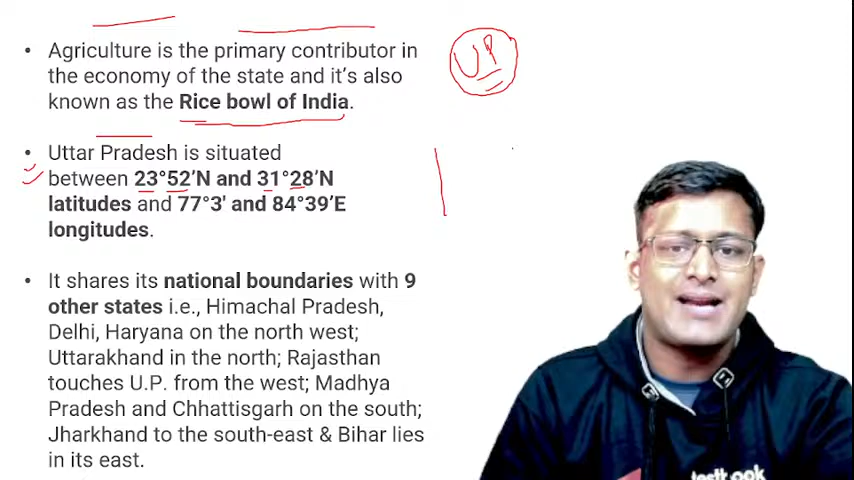 Agriculture is the primary contributor in
the economy of the state and it's also
known as the Rice bowl of India.
UP
Uttar Pradesh is situated
between 23°52'N and 31°28'N
latitudes and 77°3' and 84°39'E
longitudes.
It shares its national boundaries with 9
other states i.e., Himachal Pradesh,
Delhi, Haryana on the north west;
Uttarakhand in the north; Rajasthan
touches U.P. from the west; Madhya
Pradesh and Chhattisgarh on the south;
Jharkhand to the south-east & Bihar lies
in its east.
testbook